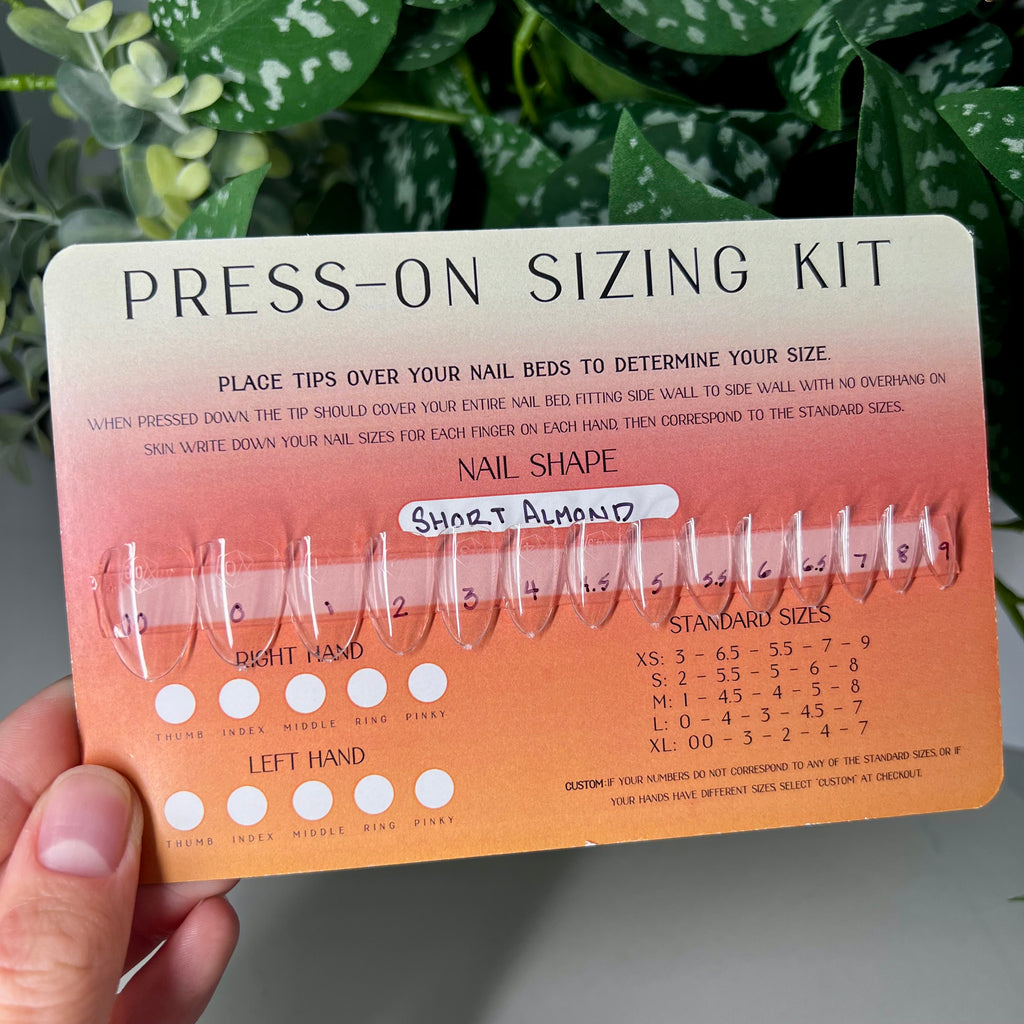 PRESS-ON SIZING KIT
PLACE TIPS OVER YOUR NAIL BEDS TO DETERMINE YOUR SIZE.
WHEN PRESSED DOWN, THE TIP SHOULD COVER YOUR ENTIRE NAIL BED, FITTING SIDE WALL TO SIDE WALL WITH NO OVERHANG ON
SKIN. WRITE DOWN YOUR NAIL SIZES FOR EACH FINGER ON EACH HAND, THEN CORRESPOND TO THE STANDARD SIZES.
NAIL SHAPE
SHORT ALMOND
00 0 1 2 3 4 4.5 5 5.5 6 6.5 7 8 9
RIGHT HAND
THUMB INDEX MIDDLE RING PINKY
LEFT HAND
THUMB INDEX MIDDLE RING PINKY
STANDARD SIZES
XS: 3 - 6.5 - 5.5 - 7 - 9
S: 2 - 5.5 - 5 - 6 - 8
M: 1 - 4.5 - 4 - 5 - 8
L: 0 - 4 - 3 - 4.5 - 7
XL: 00 - 3 - 2 - 4 - 7
CUSTOM: IF YOUR NUMBERS DO NOT CORRESPOND TO ANY OF THE STANDARD SIZES, OR IF
YOUR HANDS HAVE DIFFERENT SIZES, SELECT "CUSTOM" AT CHECKOUT.